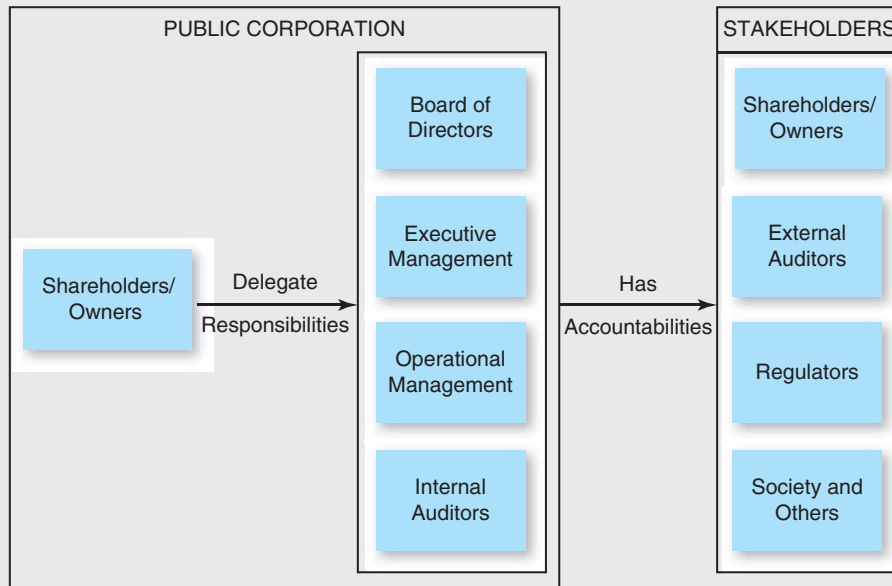 PUBLIC CORPORATION
Shareholders/
Owners
Delegate
Responsibilities
Board of
Directors
Executive
Management
Operational
Management
Internal
Auditors
Has
Accountabilities
STAKEHOLDERS
Shareholders/
Owners
External
Auditors
Regulators
Society and
Others